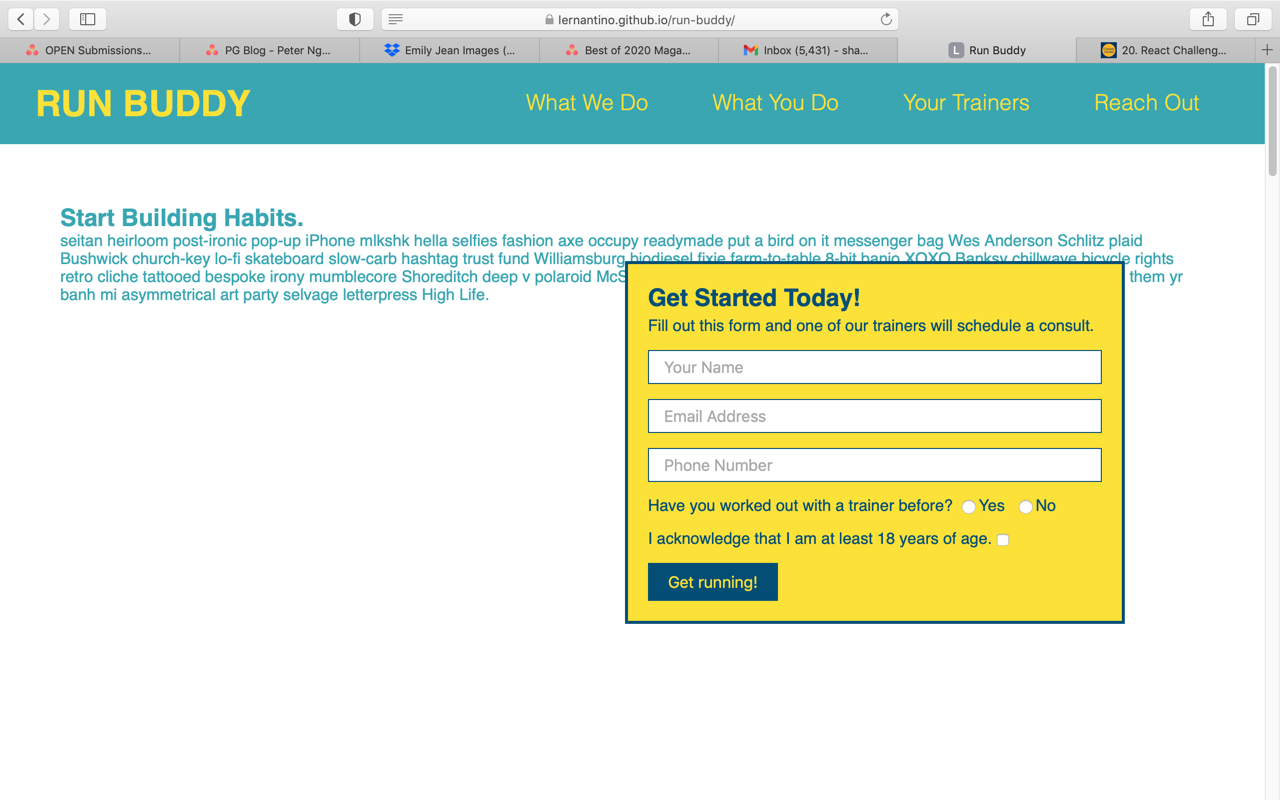 lernantino.github.io/run-buddy/
OPEN Submissions...
PG Blog - Peter Ng...
Emily Jean Images (...
Best of 2020 Maga...
Inbox (5,431) - sha...
L Run Buddy
20. React Challeng...
RUN BUDDY
What We Do
What You Do
Your Trainers
Reach Out
Start Building Habits.
seitan heirloom post-ironic pop-up iPhone mlkshk hella selfies fashion axe occupy readymade put a bird on it messenger bag Wes Anderson Schlitz plaid
Bushwick church-key lo-fi skateboard slow-carb hashtag trust fund Williamsburg biodiesel fixie farm-to-table 8-bit banjo XOXO Banksy chillwave bicycle rights
retro cliche tattooed bespoke irony mumblecore Shoreditch deep v polaroid McS them yr
banh mi asymmetrical art party selvage letterpress High Life.
Get Started Today!
Fill out this form and one of our trainers will schedule a consult.
Your Name
Email Address
Phone Number
Have you worked out with a trainer before? Yes No
I acknowledge that I am at least 18 years of age.
Get running!